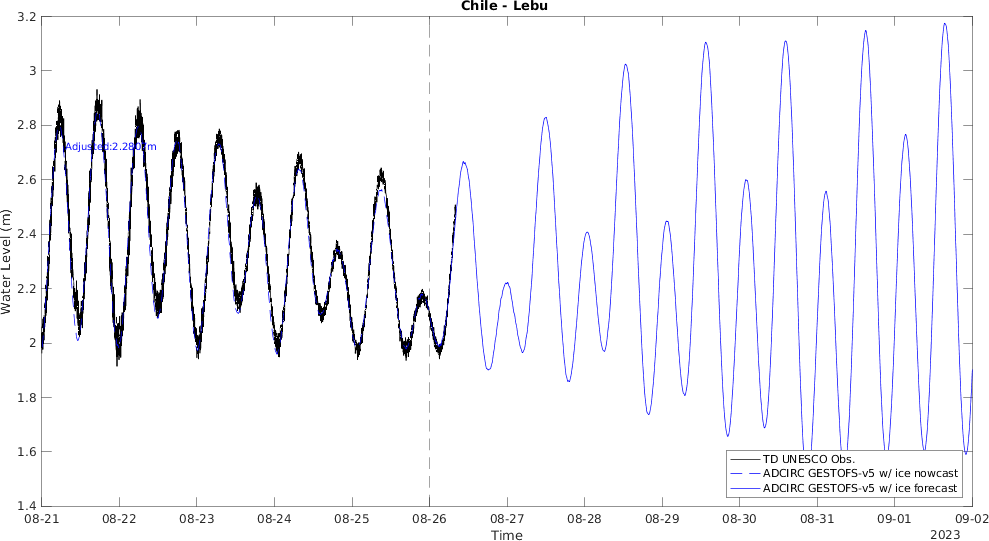 Chile - Lebu
3.2
3
2.8
2.6
2.4
2.2
2
1.8
1.6
1.4
Water Level (m)
TD UNESCO Obs.
ADCIRC GESTOFS-v5 w/ ice nowcast
ADCIRC GESTOFS-v5 w/ ice forecast
08-21 08-22 08-23 08-24 08-25 08-26 08-27 08-28 08-29 08-30 08-31 09-01 09-02
Time
2023